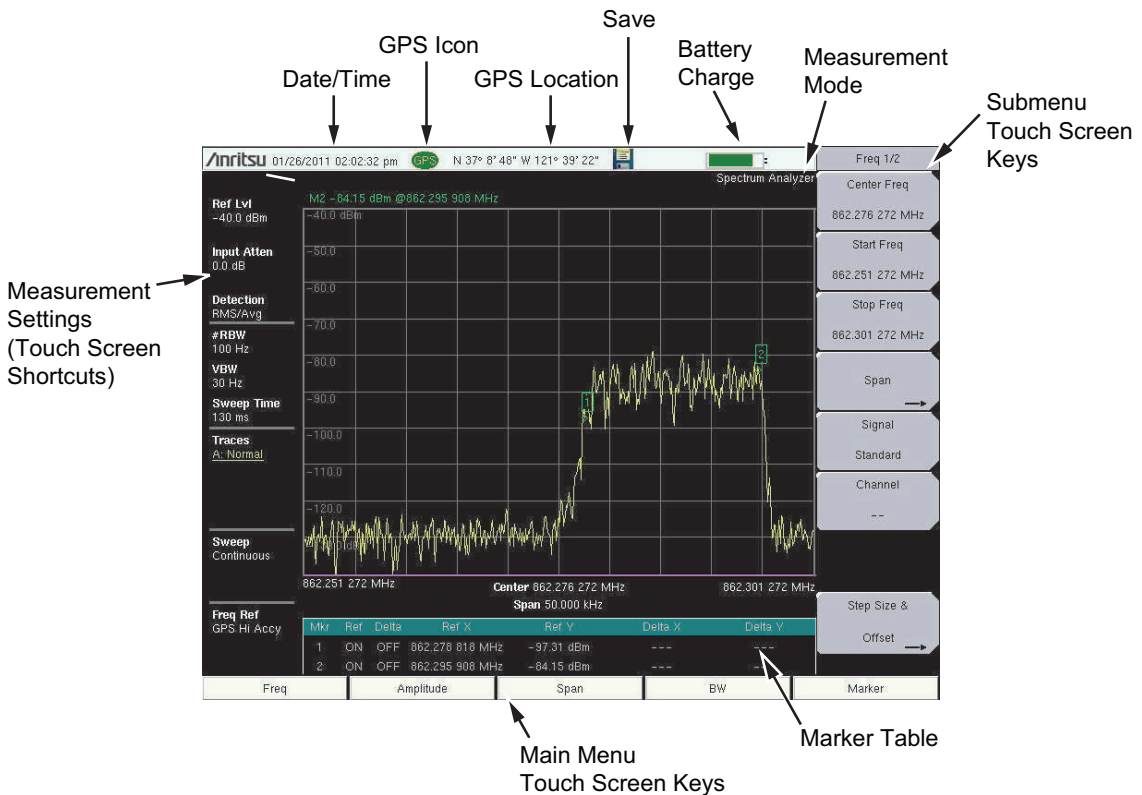 Save
GPS Icon
Battery
Charge
Measurement
Mode
Date/Time
GPS Location
Submenu
Touch Screen
Keys
/inritsu 01/26/2011 02:02:32 pm GPS N 37° 8' 48" W 121° 39' 22"
Freq 1/2
Spectrum Analyzer
Center Freq
862.276 272 MHz
Start Freq
862.251 272 MHz
Stop Freq
862.301 272 MHz
Span
Signal
Standard
Channel
--
Step Size &
Offset
M2 -84.15 dBm @862.295 908 MHz
Ref Lvl
-40.0 dBm
Input Atten
0.0 dB
Detection
RMS/Avg
#RBW
100 Hz
VBW
30 Hz
Sweep Time
130 ms
Traces
A: Normal
Sweep
Continuous
Freq Ref
GPS Hi Accy
Measurement
Settings
(Touch Screen
Shortcuts)
-40.0 dBm
-50.0
-60.0
-70.0
-80.0
-90.0
-100.0
-110.0
-120.0
1
2
862.251 272 MHz
Center 862.276 272 MHz
862.301 272 MHz
Span 50.000 kHz
Mkr Ref Delta Ref X Ref Y Delta X Delta Y
1 ON OFF 862.278 818 MHz -97.31 dBm --- ---
2 ON OFF 862.295 908 MHz -84.15 dBm --- ---
Freq
Amplitude
Span
BW
Marker
Main Menu
Touch Screen Keys
Marker Table